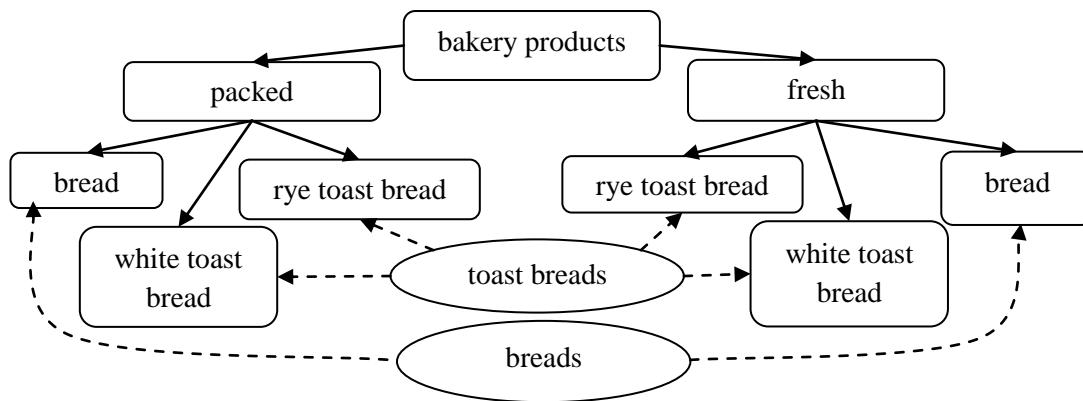 bakery products
packed
fresh
bread
rye toast bread
rye toast bread
bread
white toast
bread
toast breads
white toast
bread
breads